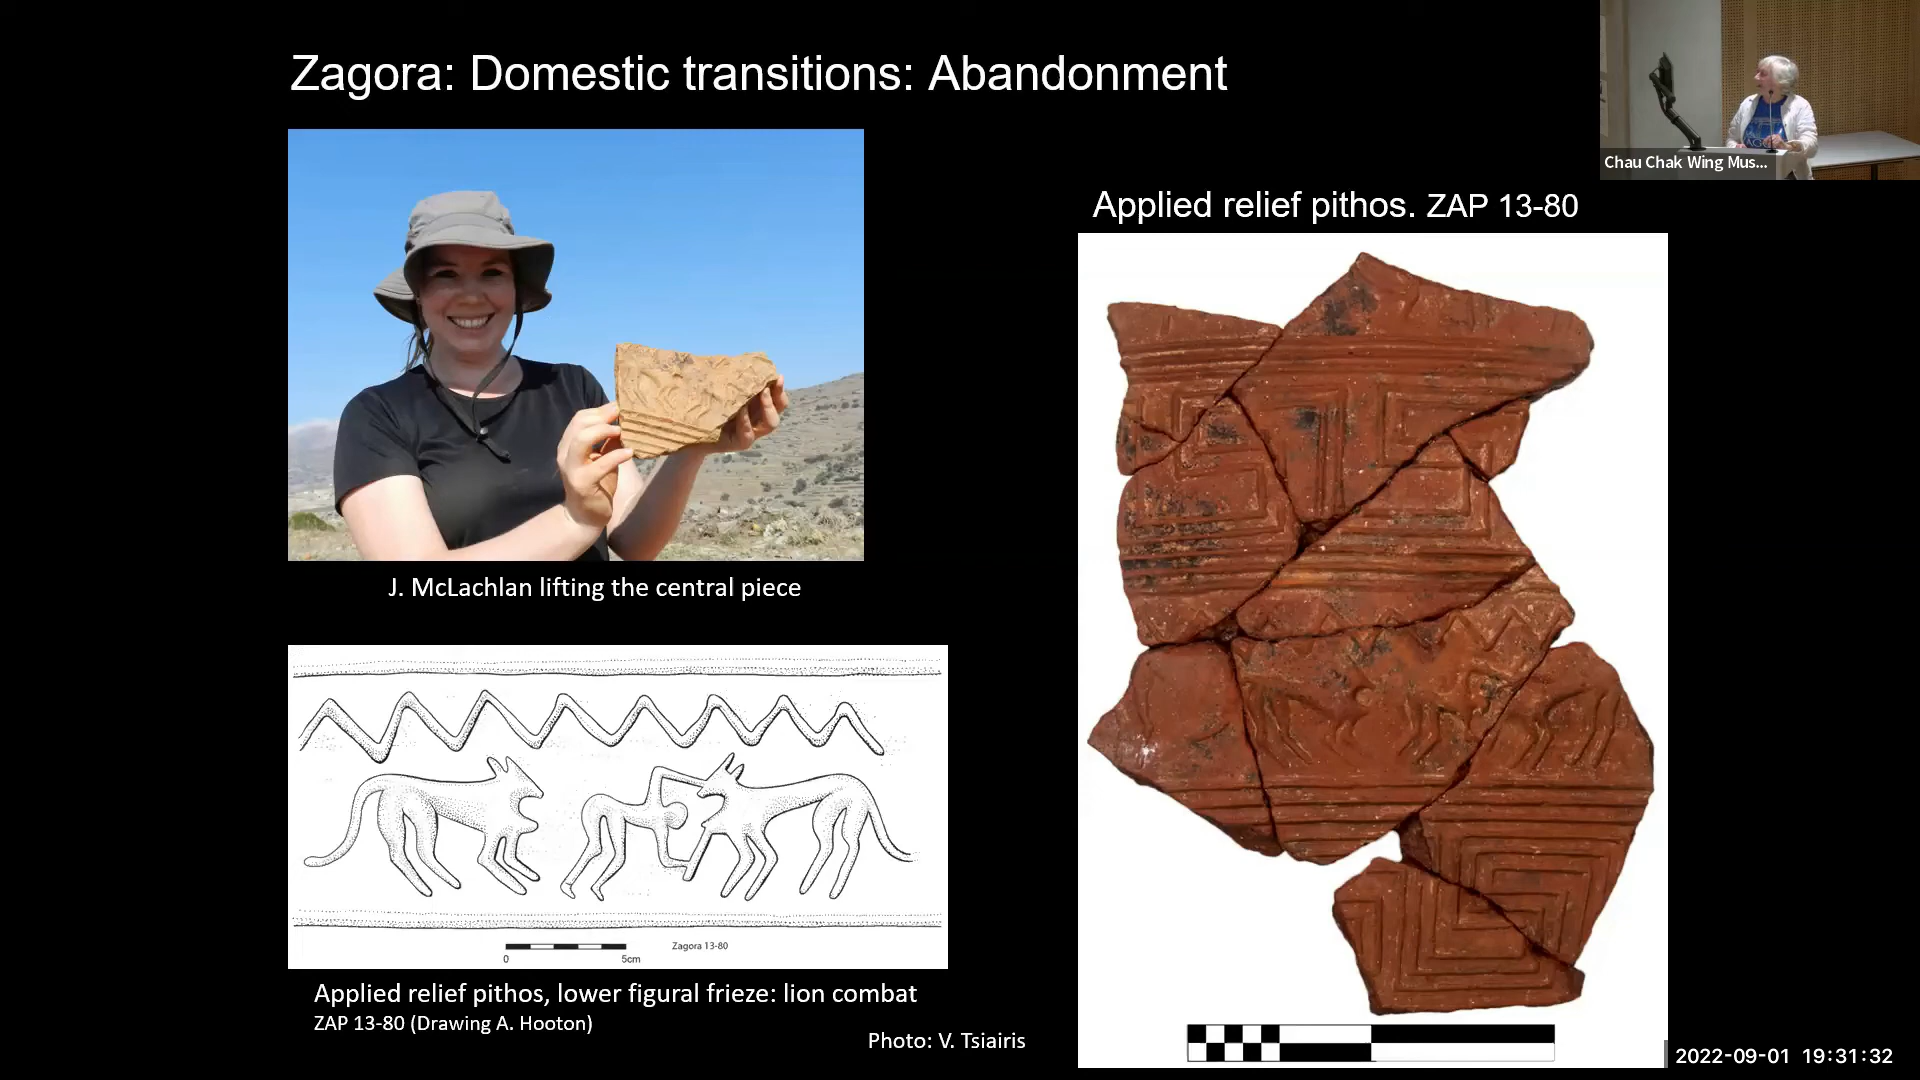 Zagora: Domestic transitions: Abandonment
Chau Chak Wing Mus...
Applied relief pithos. ZAP 13-80
J. McLachlan lifting the central piece
Zagora 13-80
0 5cm
Applied relief pithos, lower figural frieze: lion combat
ZAP 13-80 (Drawing A. Hooton)
Photo: V. Tsiairis
2022-09-01 19:31:32